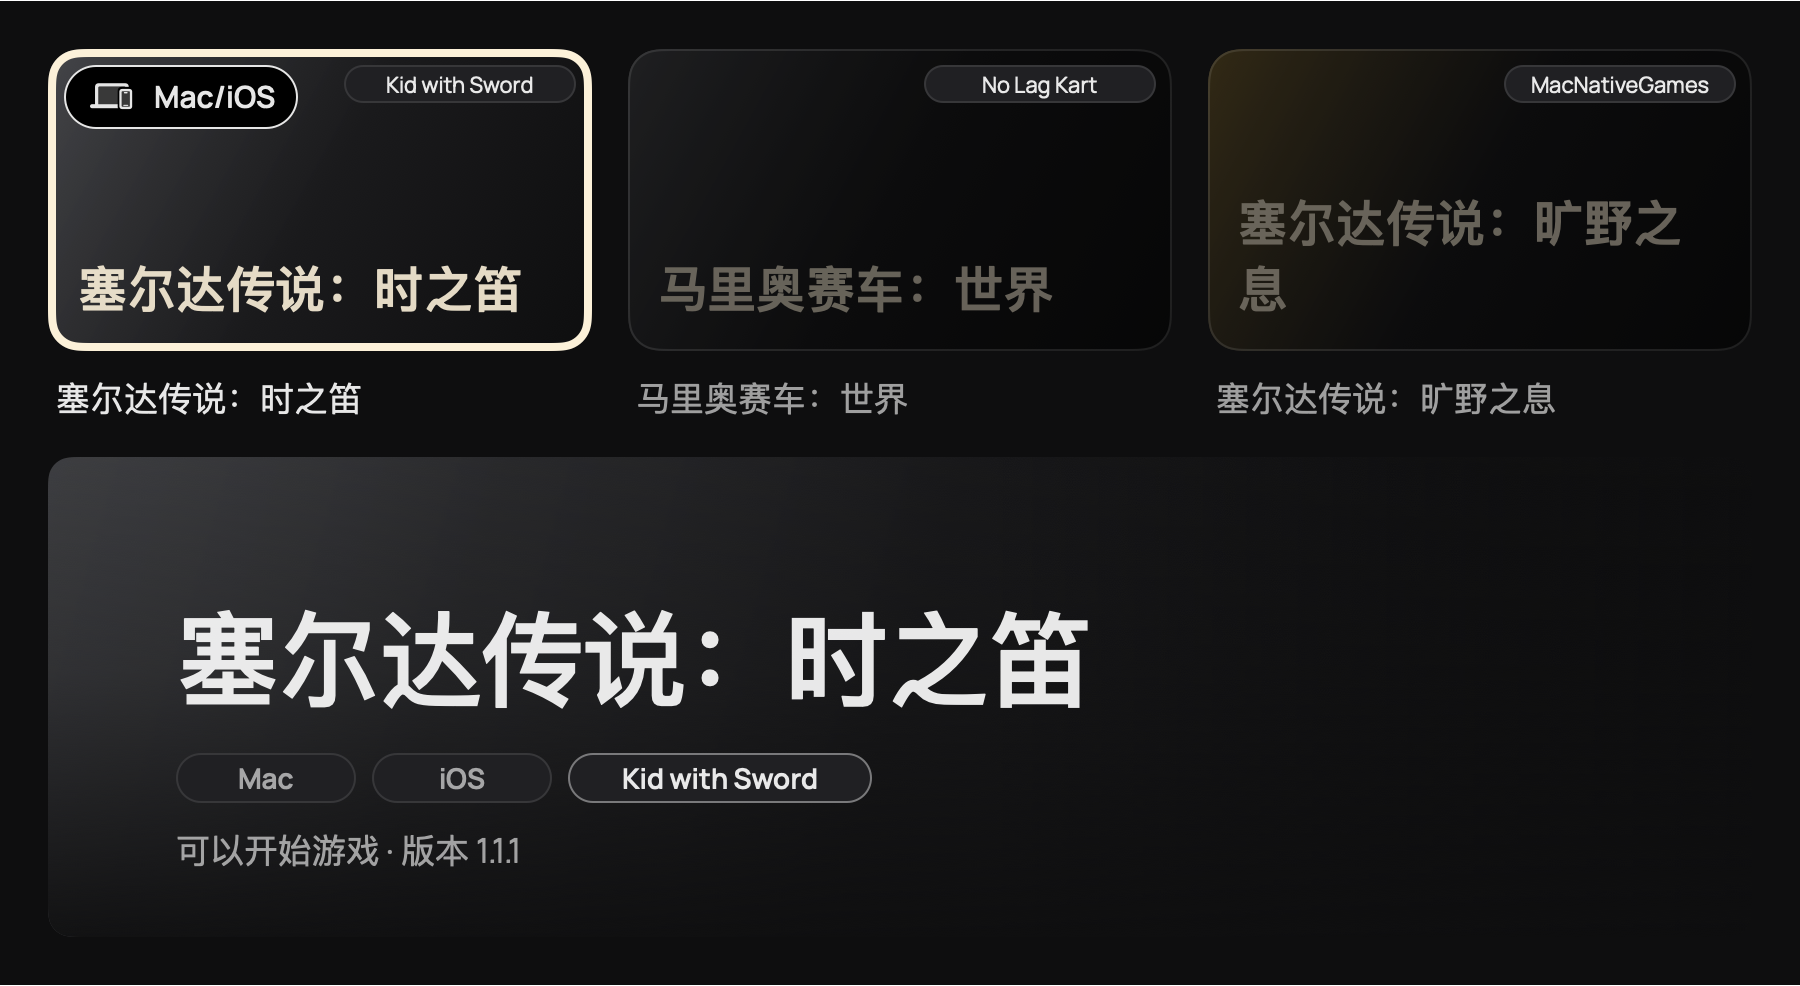 Mac/iOS
Kid with Sword
塞尔达传说：时之笛
塞尔达传说：时之笛
No Lag Kart
马里奥赛车：世界
马里奥赛车：世界
MacNativeGames
塞尔达传说：旷野之
息
塞尔达传说：旷野之息
塞尔达传说：时之笛
Mac
iOS
Kid with Sword
可以开始游戏 · 版本 1.1.1